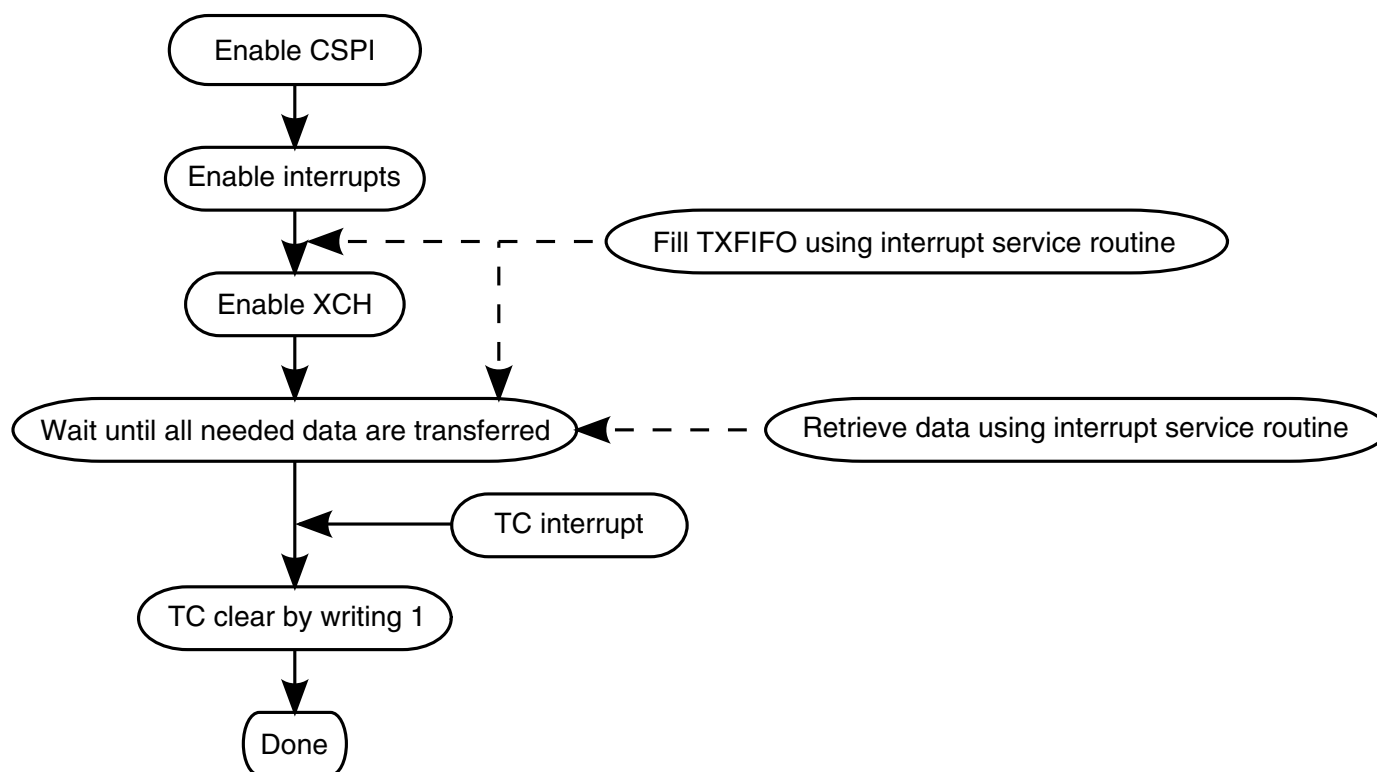 Enable CSPI
Enable interrupts
Fill TXFIFO using interrupt service routine
Enable XCH
Wait until all needed data are transferred
Retrieve data using interrupt service routine
TC interrupt
TC clear by writing 1
Done